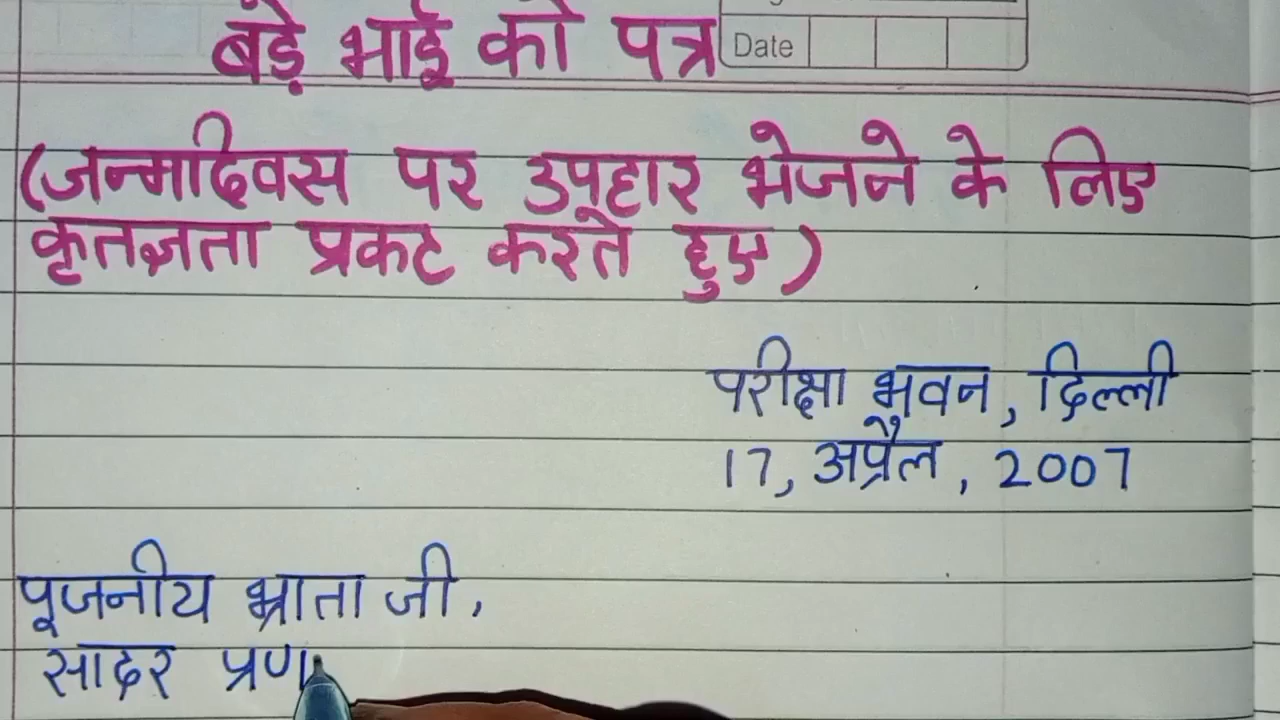 बड़े भाई को पत्र
Date
(जन्मदिवस पर उपहार भेजने के लिए
कृतज्ञता प्रकट करते हुए)
परीक्षा भवन, दिल्ली
17, अप्रैल, 2007
पूजनीय भ्राता जी,
सादर प्रण